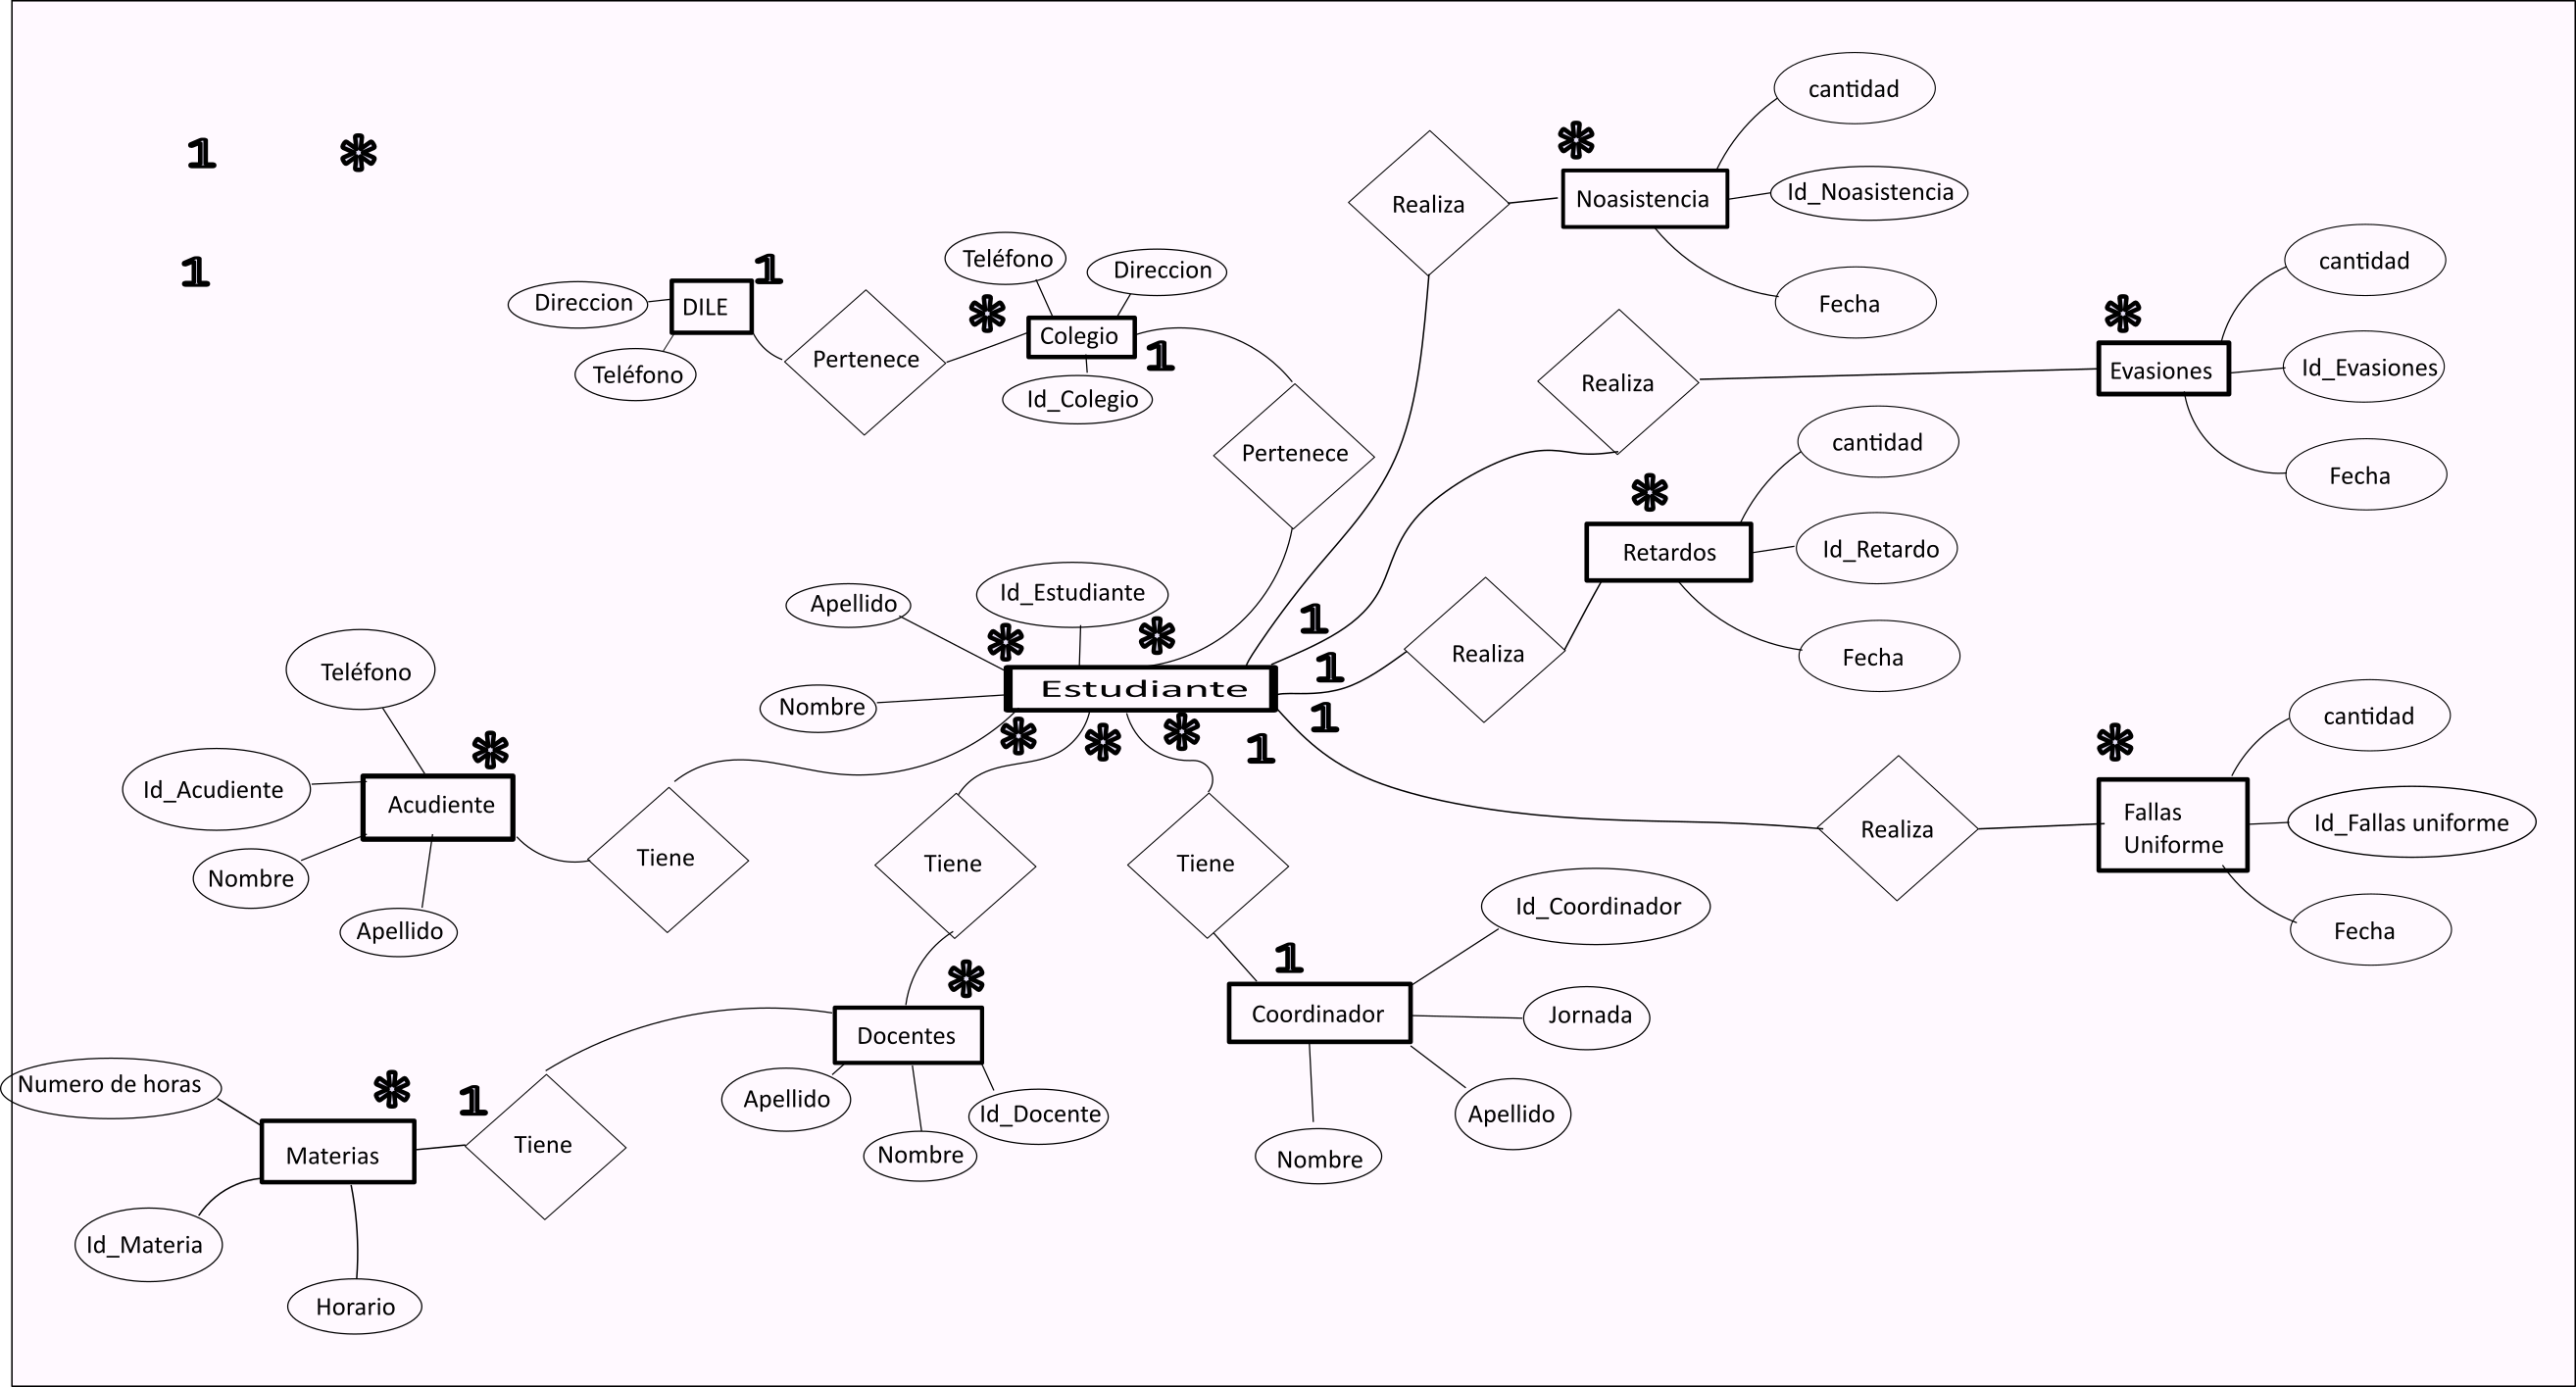 cantidad
1
*
*
Realiza
Noasistencia
Id_Noasistencia
Fecha
1
1
Teléfono
Direccion
Direccion
DILE
*
Colegio
1
Pertenece
Id_Colegio
Teléfono
Pertenece
cantidad
*
Realiza
Evasiones
Id_Evasiones
Fecha
cantidad
*
Retardos
Id_Retardo
Realiza
Fecha
Apellido
Id_Estudiante
*
*
1
1
1
1
Nombre
Estudiante
*
*
*
Teléfono
*
Id_Acudiente
Acudiente
Nombre
Apellido
Tiene
Tiene
Tiene
cantidad
*
Realiza
Fallas
Uniforme
Id_Fallas uniforme
Fecha
Id_Coordinador
1
Coordinador
Jornada
Apellido
Nombre
*
Docentes
Apellido
Nombre
Id_Docente
Numero de horas
*
1
Materias
Tiene
Id_Materia
Horario